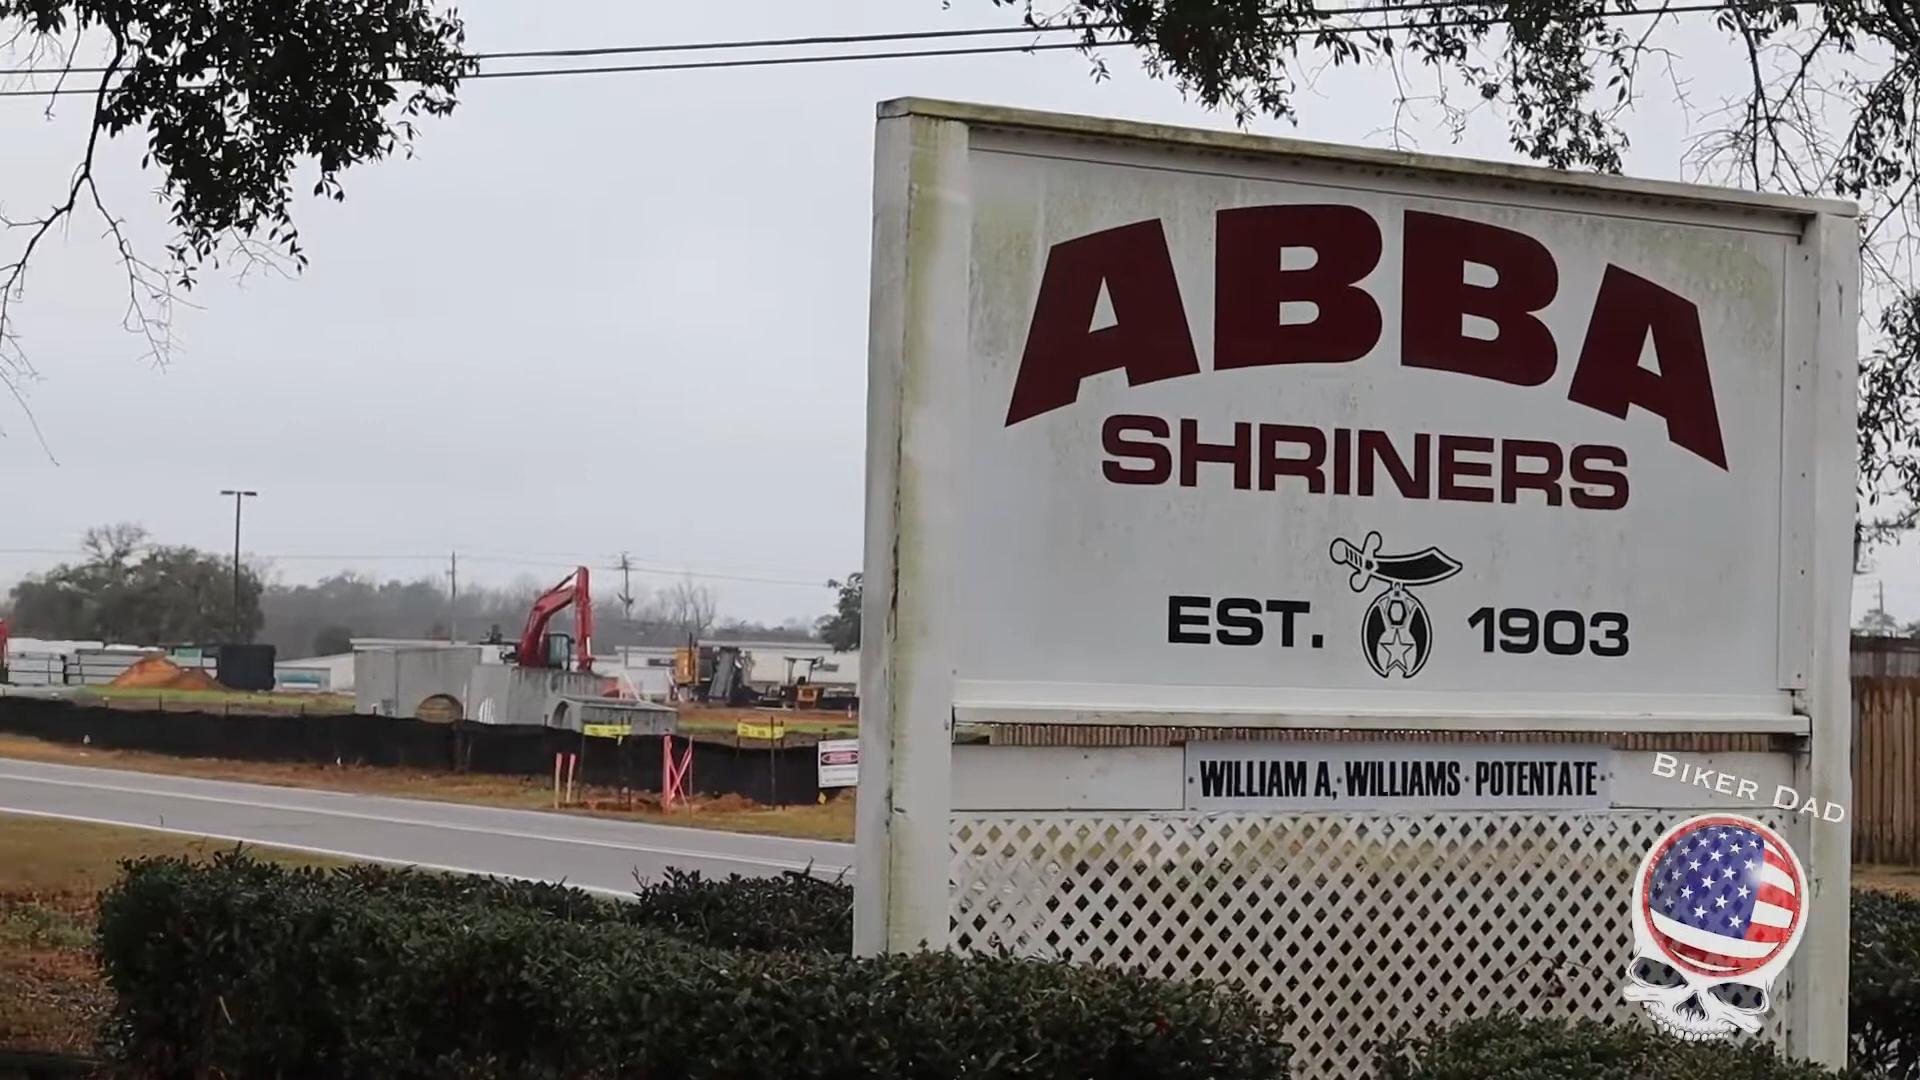 ABBA
SHRINERS
EST. 1903
·WILLIAM A, WILLIAMS·POTENTATE·
BIKER DAD